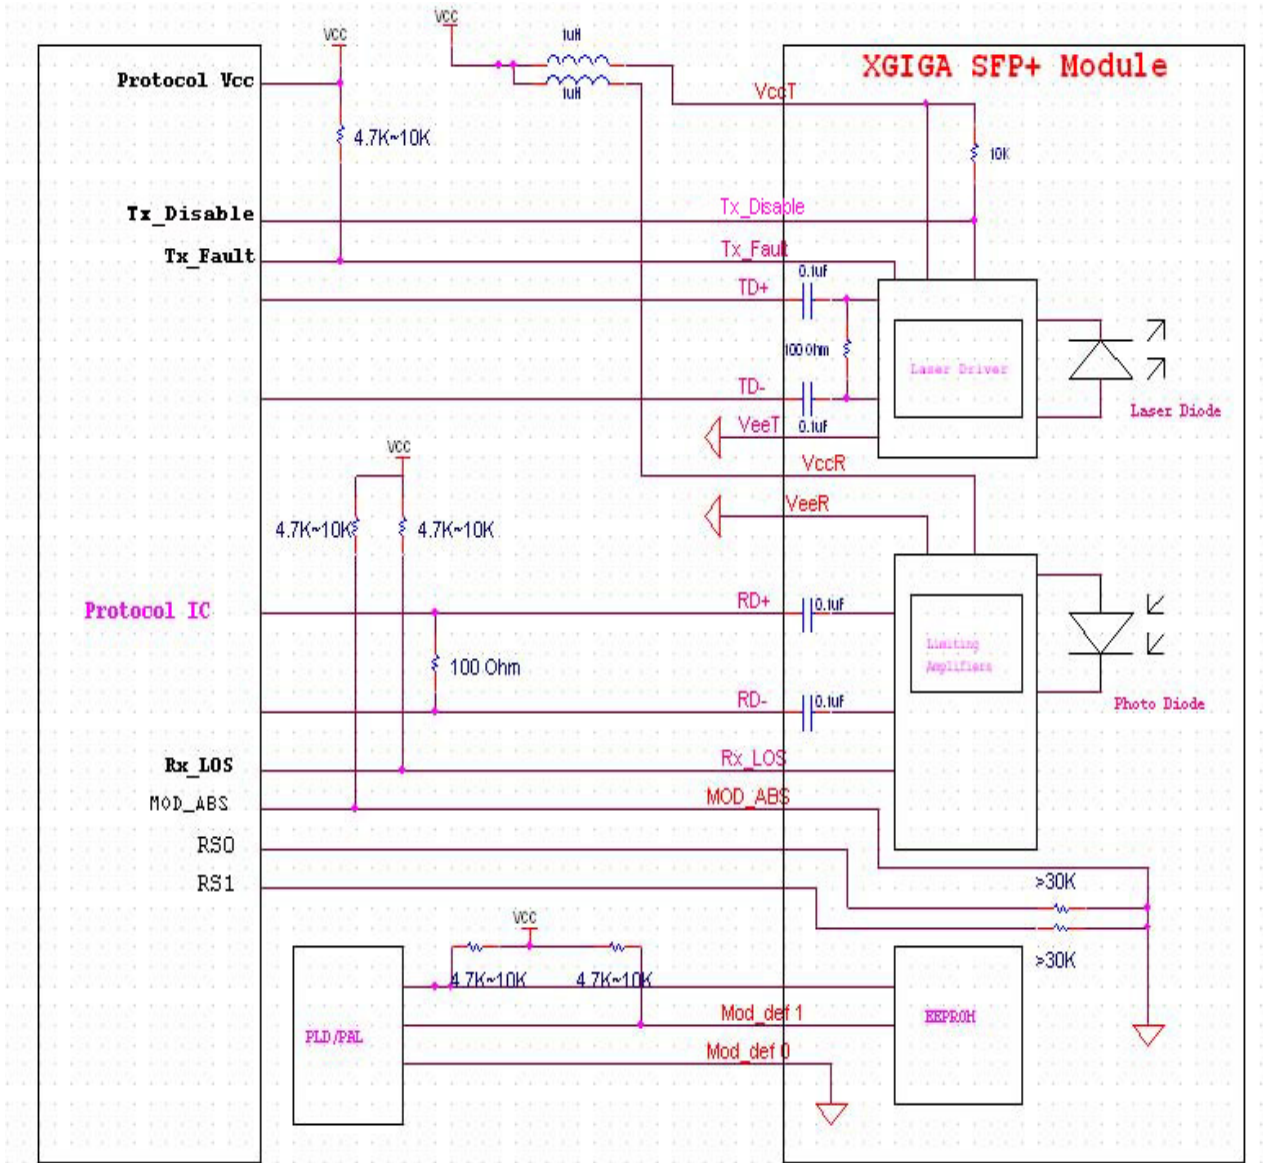 VCC
VCC
1uH
XGIGA SFP+ Module
Protocol Vcc
1uH
VccT
4.7K~10K
10K
Tx_Disable
Tx_Disable
Tx_Fault
Tx_Fault
0.1uF
TD+
100 Ohm
Laser Driver
TD-
Laser Diode
VeeT
0.1uF
VCC
VccR
VeeR
4.7K~10K
4.7K~10K
Protocol IC
RD+
0.1uF
Limiting
Amplifiers
100 Ohm
RD-
0.1uF
Photo Diode
Rx_LOS
Rx_LOS
MOD_ABS
MOD_ABS
RS0
RS1
>30K
VCC
>30K
4.7K~10K
4.7K~10K
Mod_def 1
EEPROM
PLD/PAL
Mod_def 0